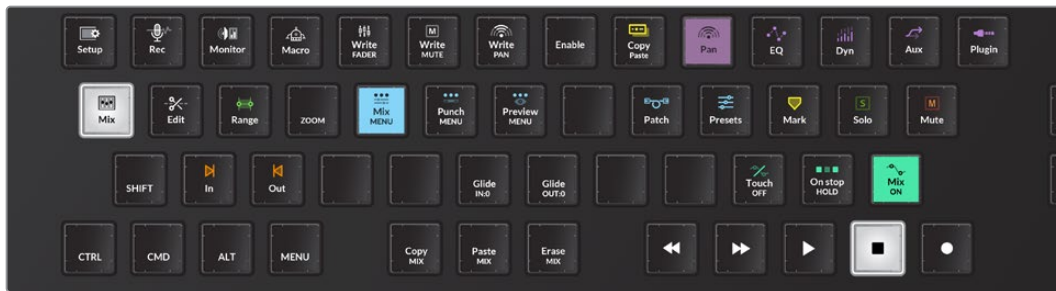 Setup
Rec
Monitor
Macro
Write
FADER
Write
MUTE
Write
PAN
Enable
Copy
Paste
Pan
EQ
Dyn
Aux
Plugin
Mix
Edit
Range
ZOOM
Mix
MENU
Punch
MENU
Preview
MENU
Patch
Presets
Mark
S
Solo
M
Mute
SHIFT
In
Out
Glide
IN:0
Glide
OUT:0
Touch
OFF
On stop
HOLD
Mix
ON
CTRL
CMD
ALT
MENU
Copy
MIX
Paste
MIX
Erase
MIX